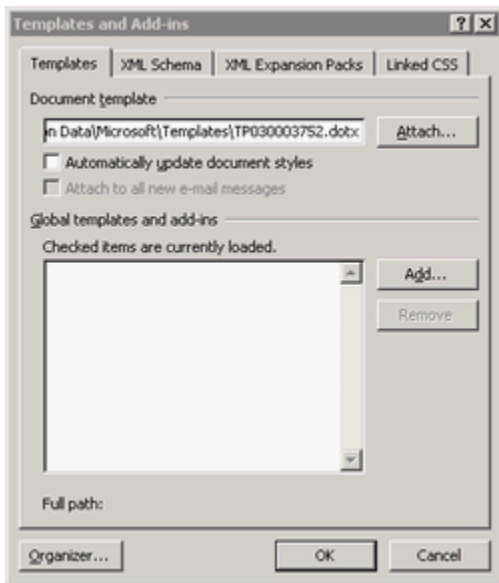 Templates and Add-ins
Templates XML Schema XML Expansion Packs Linked CSS
Document template
n Data\Microsoft\Templates\TP030003752.dotx Attach...
Automatically update document styles
Attach to all new e-mail messages
Global templates and add-ins
Checked items are currently loaded.
Add...
Remove
Full path:
Organizer... OK Cancel